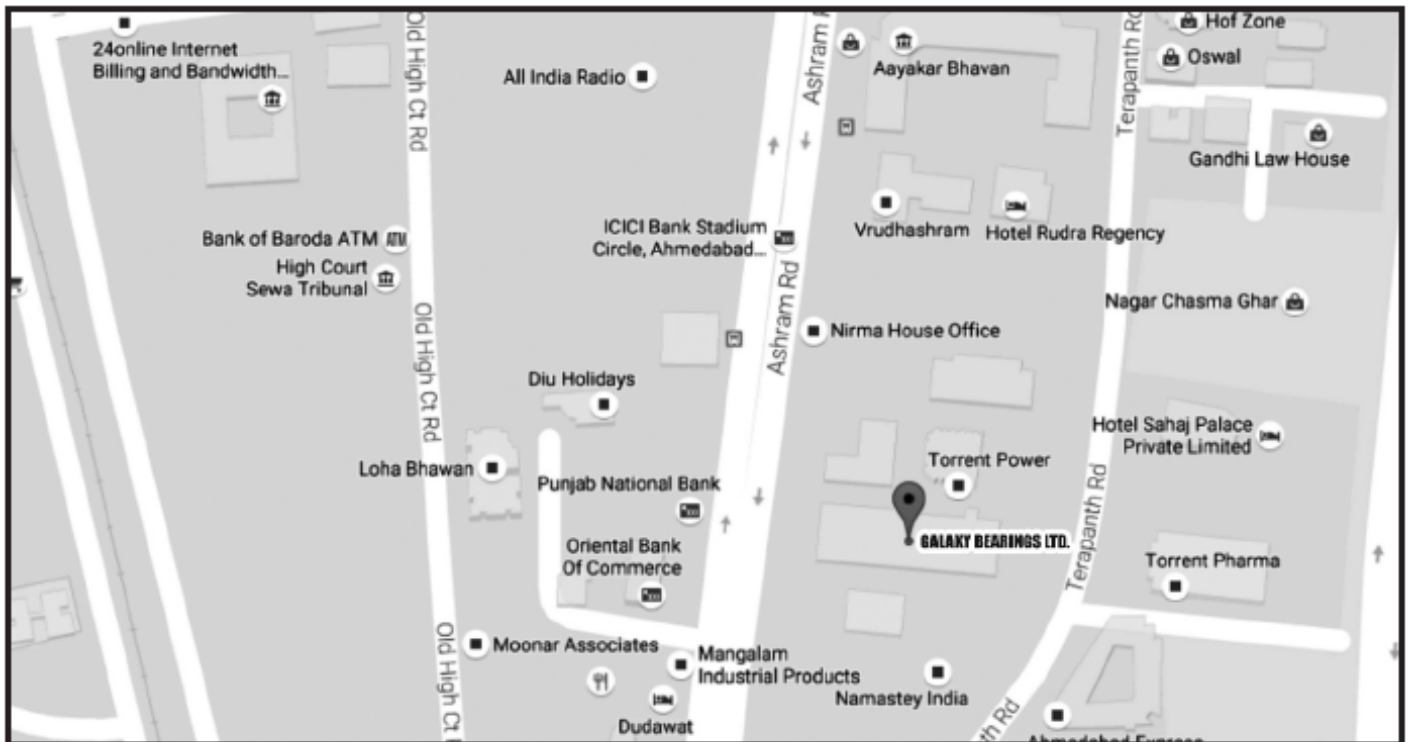 Hof Zone
24online Internet
Billing and Bandwidth...
Old High Ct Rd
All India Radio
Ashram R
Aayakar Bhavan
Terapanth Rd
Oswal
Gandhi Law House
Bank of Baroda ATM
ATM
High Court
Sewa Tribunal
ICICI Bank Stadium
Circle, Ahmedabad...
Vrudhashram
Hotel Rudra Regency
Ashram Rd
Nagar Chasma Ghar
Nirma House Office
Old High Ct Rd
Diu Holidays
Hotel Sahaj Palace
Private Limited
Loha Bhawan
Torrent Power
Punjab National Bank
Terapanth Rd
GALAXY BEARINGS LTD.
Oriental Bank
Of Commerce
Torrent Pharma
Old High Ct
Moonar Associates
Mangalam
Industrial Products
Namastey India
Dudawat
nth Rd
Ahmedabad Express